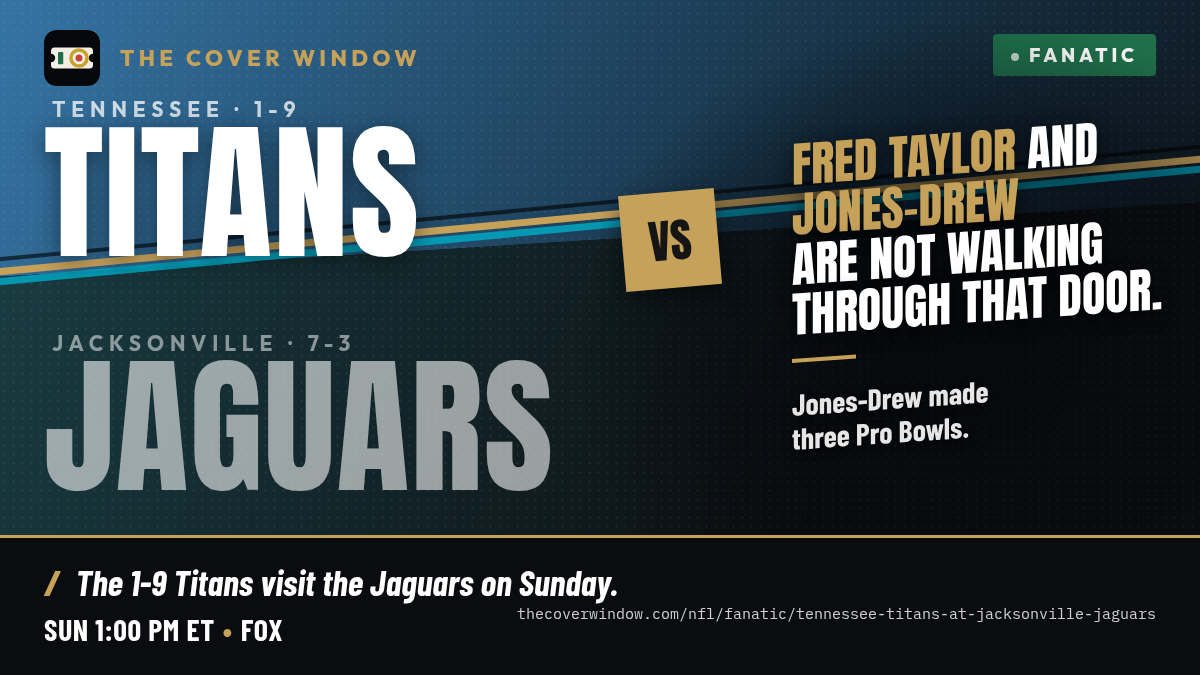 THE COVER WINDOW
FANATIC
TENNESSEE · 1-9
TITANS
VS
JACKSONVILLE · 7-3
JAGUARS
FRED TAYLOR AND
JONES-DREW
ARE NOT WALKING
THROUGH THAT DOOR.
Jones-Drew made
three Pro Bowls.
/ The 1-9 Titans visit the Jaguars on Sunday.
SUN 1:00 PM ET • FOX
thecoverwindow.com/nfl/fanatic/tennessee-titans-at-jacksonville-jaguars